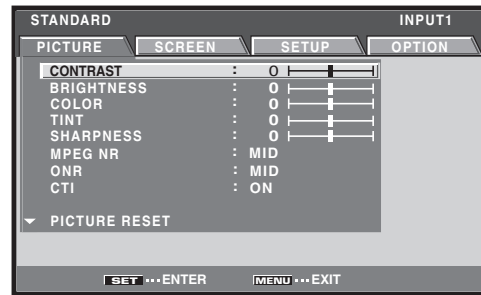 STANDARD INPUT1
PICTURE SCREEN SETUP OPTION
CONTRAST : 0
BRIGHTNESS : 0
COLOR : 0
TINT : 0
SHARPNESS : 0
MPEG NR : MID
ONR : MID
CTI : ON
PICTURE RESET
SET ··· ENTER MENU ··· EXIT